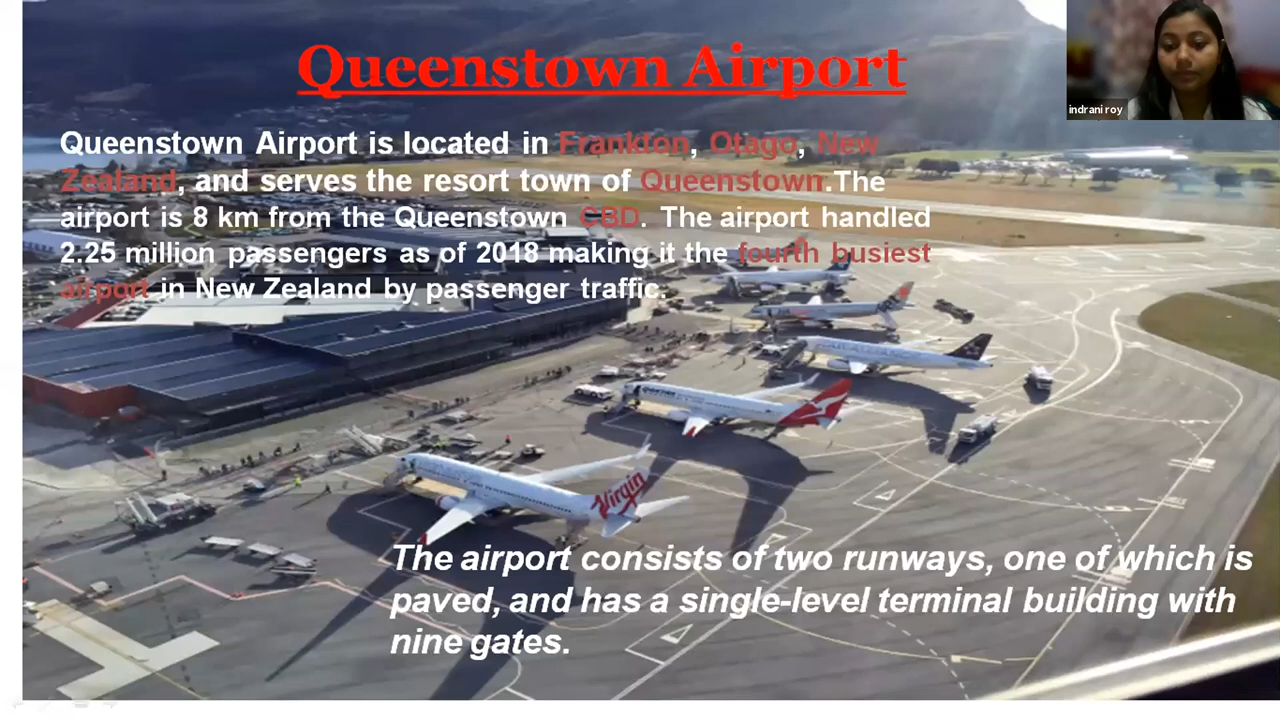 Queenstown Airport
indrani roy
Queenstown Airport is located in Frankton, Otago, New
Zealand, and serves the resort town of Queenstown.The
airport is 8 km from the Queenstown CBD. The airport handled
2.25 million passengers as of 2018 making it the fourth busiest
airport in New Zealand by passenger traffic.
Virgin
The airport consists of two runways, one of which is
paved, and has a single-level terminal building with
nine gates.